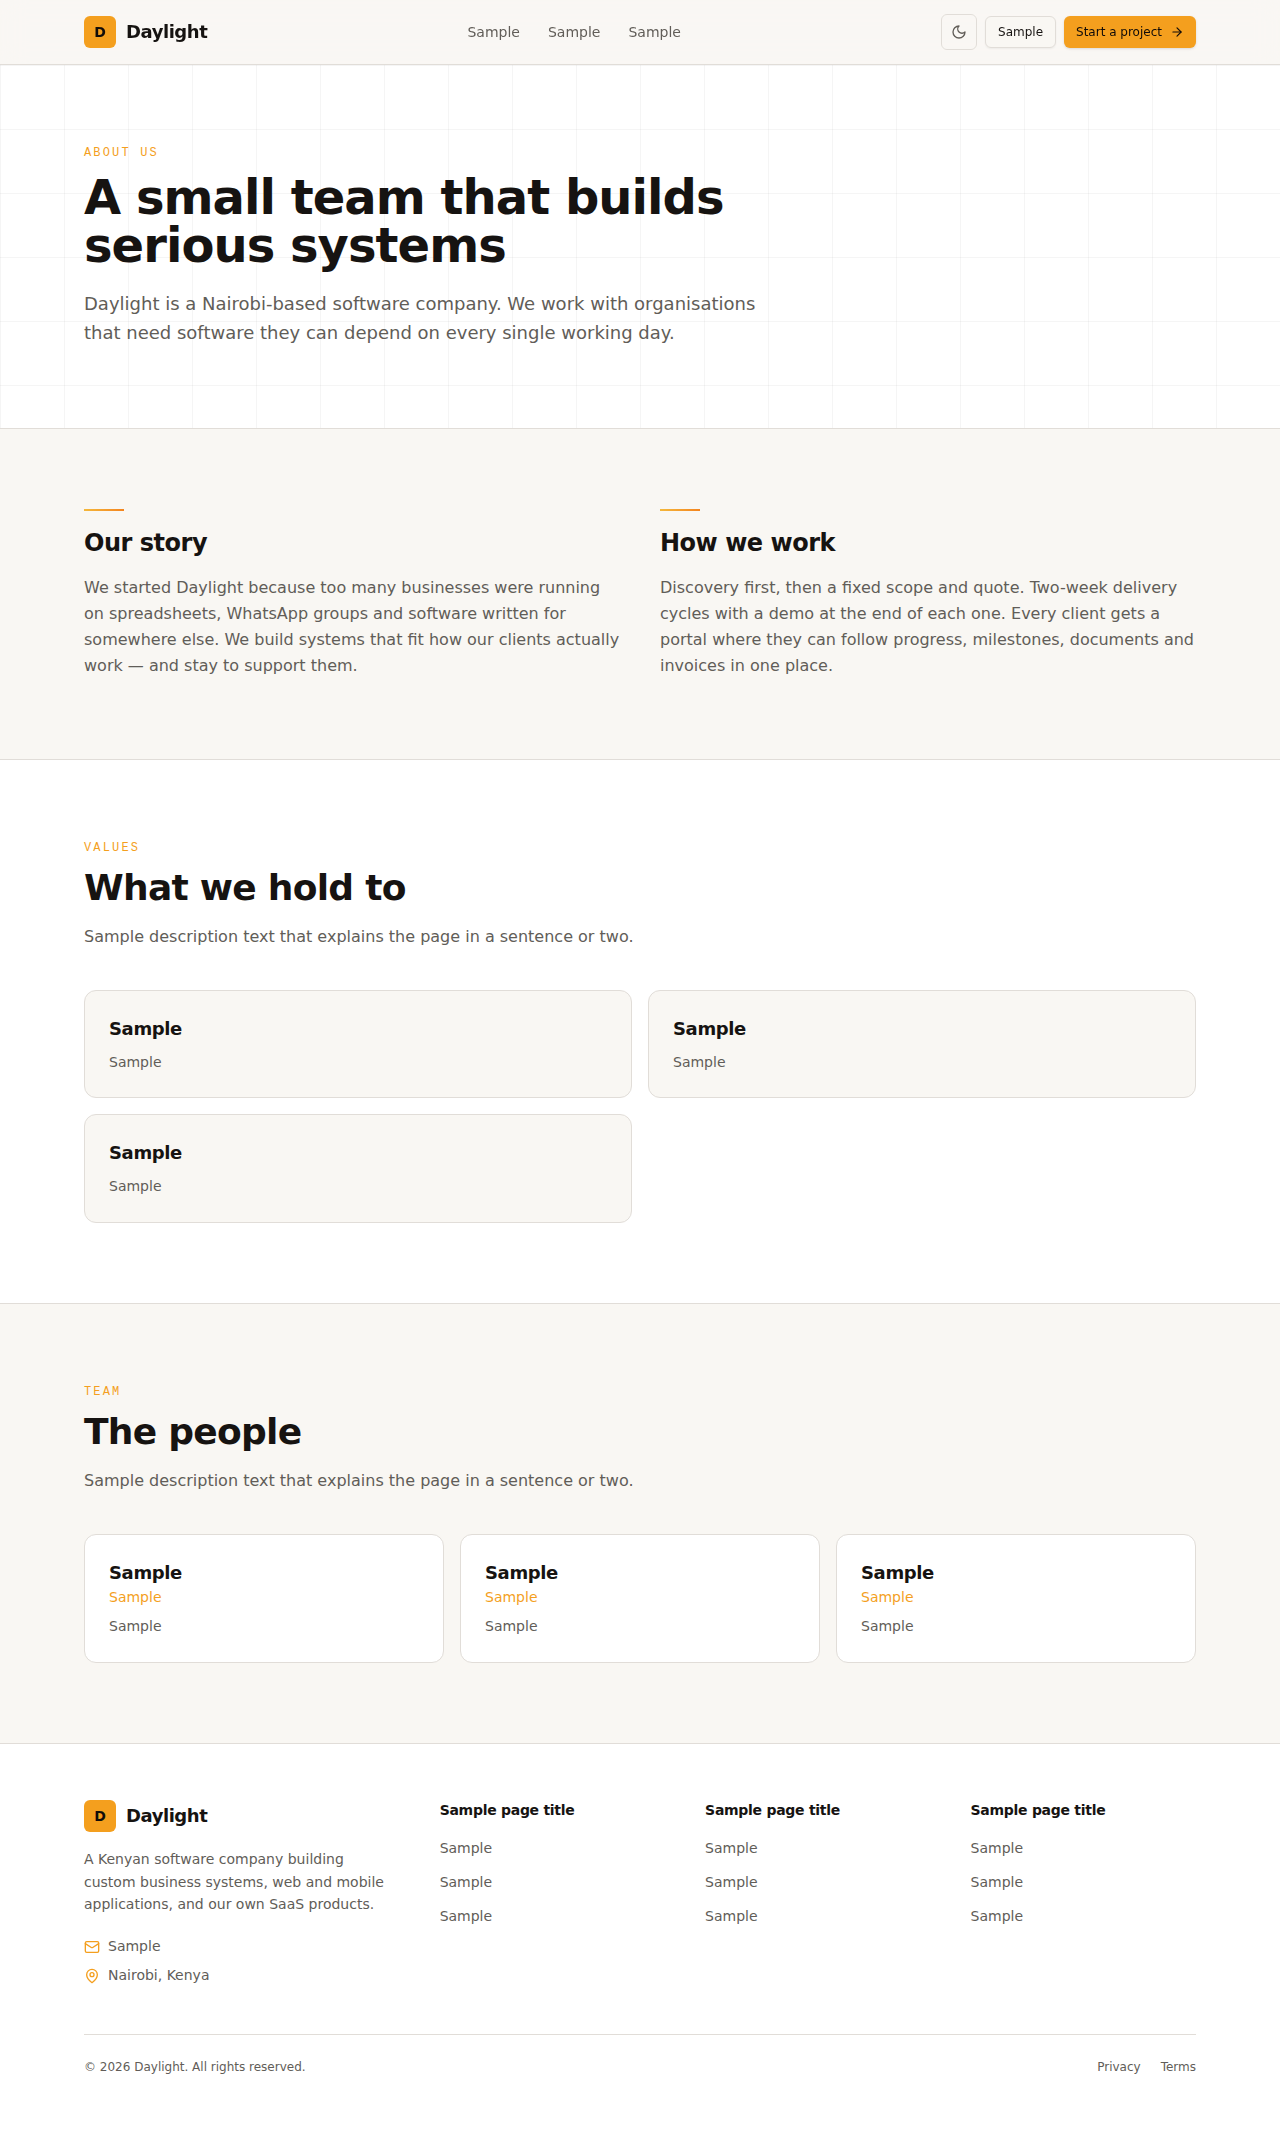 D Daylight
Sample Sample Sample
Sample
Start a project
ABOUT US
A small team that builds
serious systems
Daylight is a Nairobi-based software company. We work with organisations
that need software they can depend on every single working day.
Our story
We started Daylight because too many businesses were running
on spreadsheets, WhatsApp groups and software written for
somewhere else. We build systems that fit how our clients actually
work — and stay to support them.
How we work
Discovery first, then a fixed scope and quote. Two-week delivery
cycles with a demo at the end of each one. Every client gets a
portal where they can follow progress, milestones, documents and
invoices in one place.
VALUES
What we hold to
Sample description text that explains the page in a sentence or two.
Sample
Sample
Sample
Sample
Sample
Sample
TEAM
The people
Sample description text that explains the page in a sentence or two.
Sample
Sample
Sample
Sample
Sample
Sample
Sample
Sample
Sample
D Daylight
A Kenyan software company building
custom business systems, web and mobile
applications, and our own SaaS products.
Sample
Nairobi, Kenya
Sample page title
Sample
Sample
Sample
Sample page title
Sample
Sample
Sample
Sample page title
Sample
Sample
Sample
© 2026 Daylight. All rights reserved.
Privacy Terms